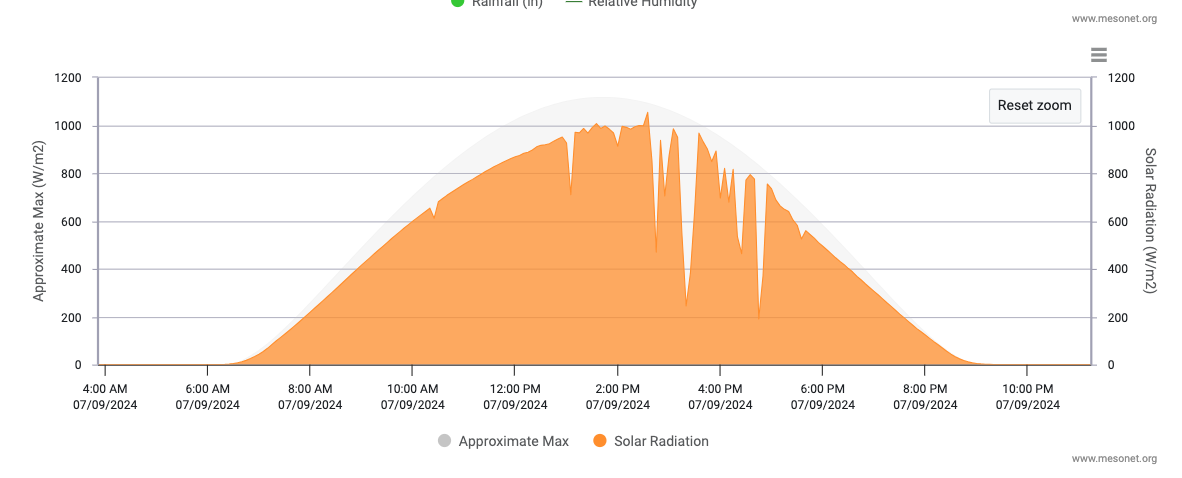 Rainfall (in) Relative Humidity
www.mesonet.org
1200 1200
Reset zoom
1000 1000
800 800
600 600
400 400
200 200
0 0
Approximate Max (W/m2)
Solar Radiation (W/m2)
4:00 AM 6:00 AM 8:00 AM 10:00 AM 12:00 PM 2:00 PM 4:00 PM 6:00 PM 8:00 PM 10:00 PM
07/09/2024 07/09/2024 07/09/2024 07/09/2024 07/09/2024 07/09/2024 07/09/2024 07/09/2024 07/09/2024 07/09/2024
Approximate Max Solar Radiation
www.mesonet.org